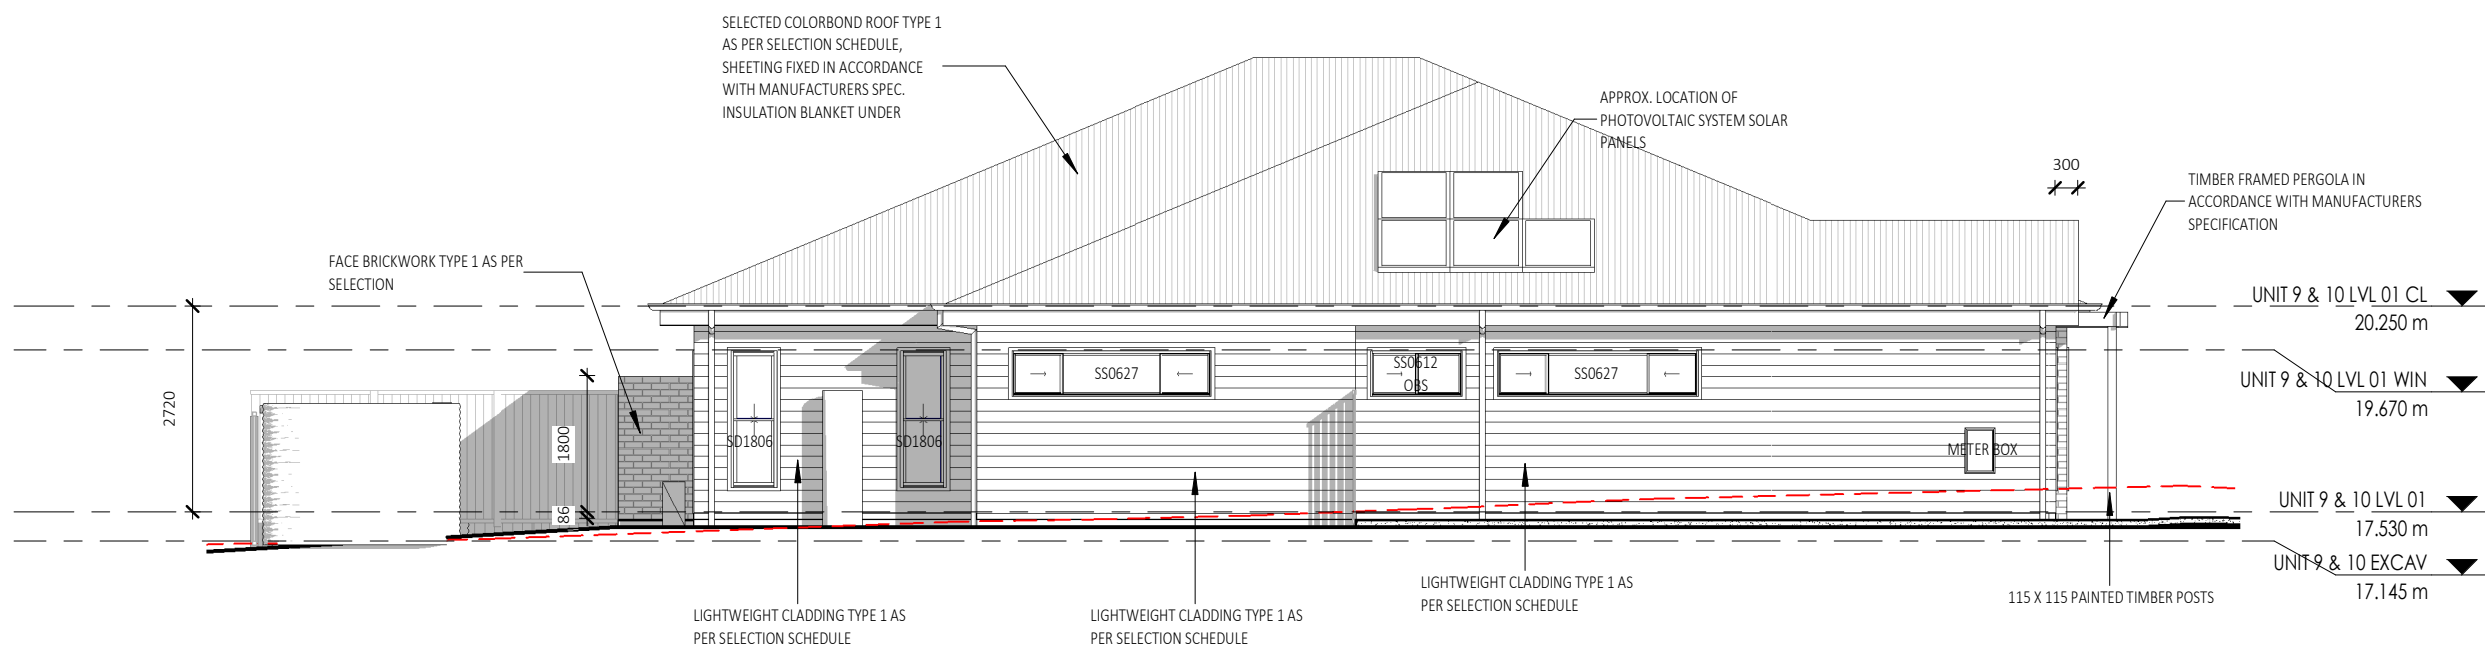 SELECTED COLORBOND ROOF TYPE 1
AS PER SELECTION SCHEDULE,
SHEETING FIXED IN ACCORDANCE
WITH MANUFACTURERS SPEC.
INSULATION BLANKET UNDER
APPROX. LOCATION OF
PHOTOVOLTAIC SYSTEM SOLAR
PANELS
300
TIMBER FRAMED PERGOLA IN
ACCORDANCE WITH MANUFACTURERS
SPECIFICATION
FACE BRICKWORK TYPE 1 AS PER
SELECTION
UNIT 9 & 10 LVL 01 CL
20.250 m
UNIT 9 & 10 LVL 01 WIN
19.670 m
UNIT 9 & 10 LVL 01
17.530 m
UNIT 9 & 10 EXCAV
17.145 m
2720
1800
86
SD1806
SD1806
SS0627
SS0612
OBS
SS0627
METER BOX
LIGHTWEIGHT CLADDING TYPE 1 AS
PER SELECTION SCHEDULE
LIGHTWEIGHT CLADDING TYPE 1 AS
PER SELECTION SCHEDULE
LIGHTWEIGHT CLADDING TYPE 1 AS
PER SELECTION SCHEDULE
115 X 115 PAINTED TIMBER POSTS